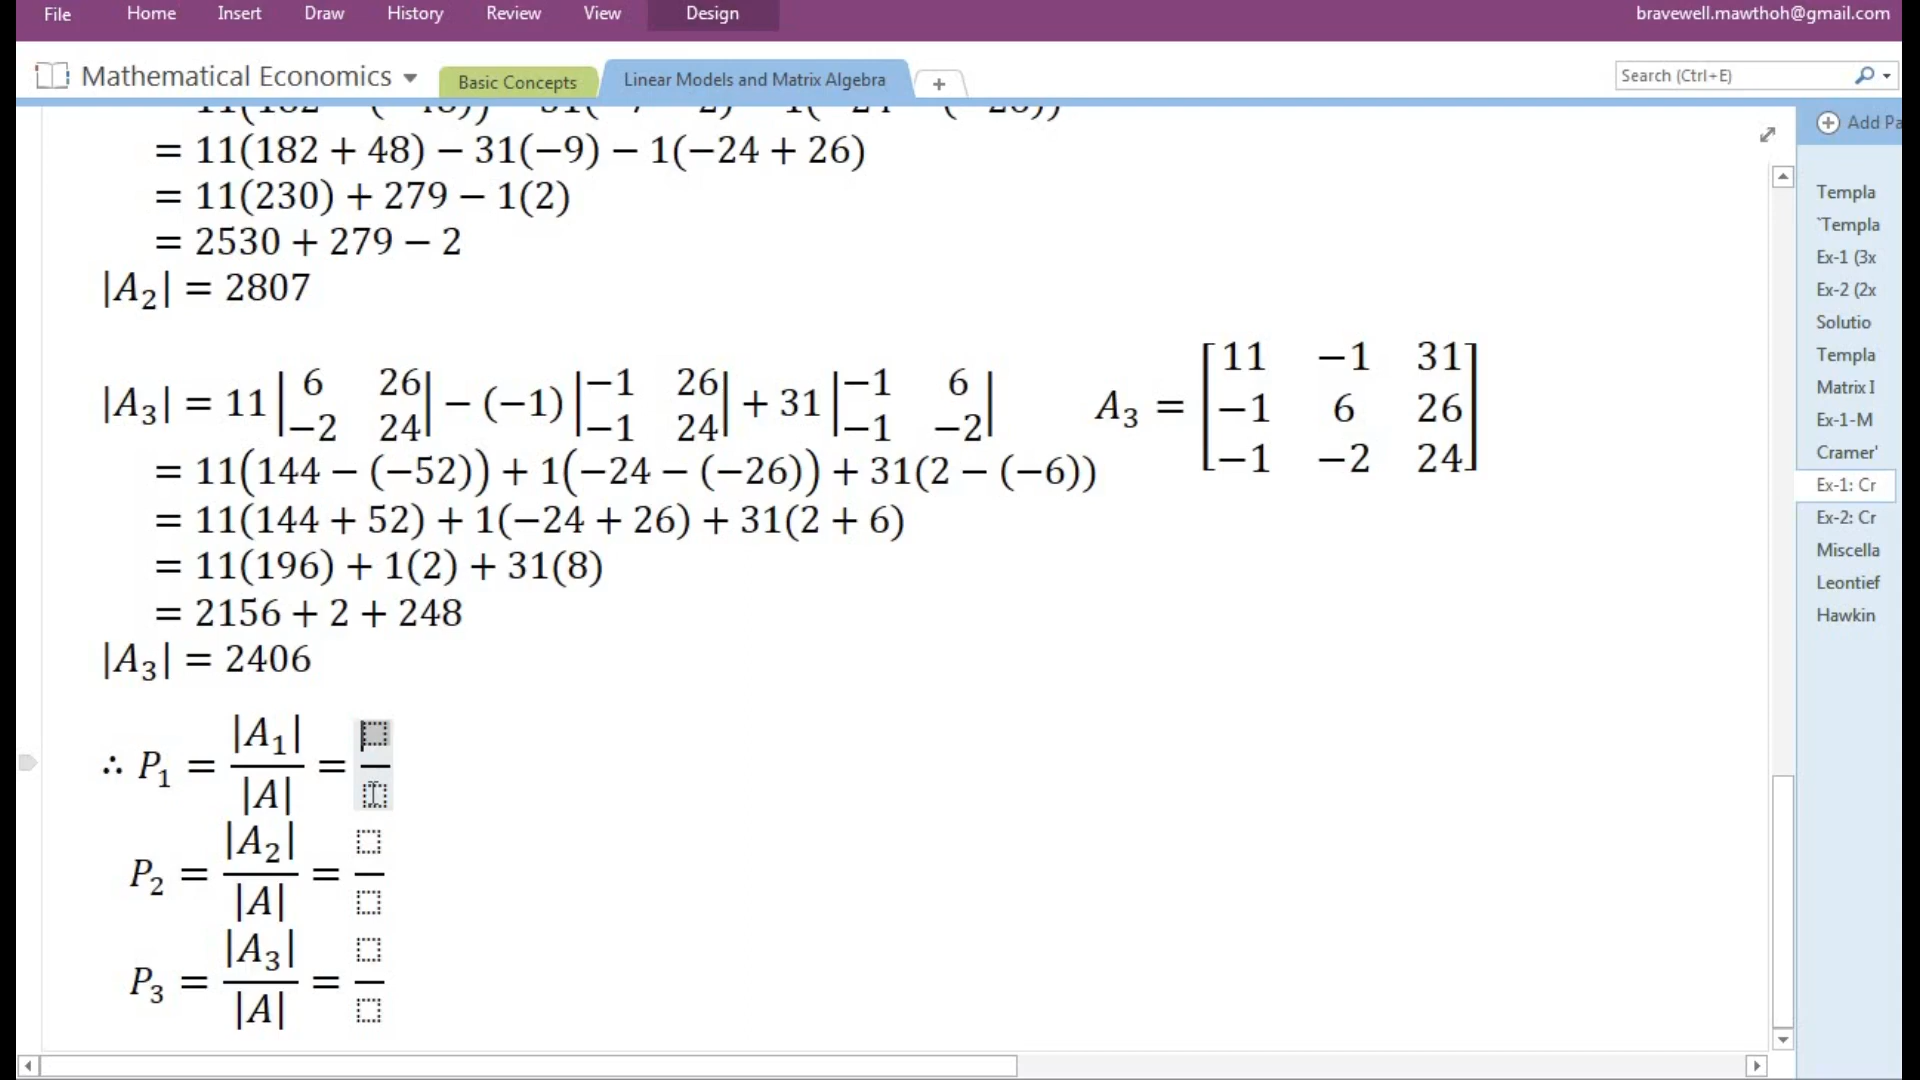 File Home Insert Draw History Review View Design bravewell.mawthoh@gmail.com
Mathematical Economics Basic Concepts Linear Models and Matrix Algebra + Search (Ctrl+E)
Add Pa
= 11(182 + 48) − 31(−9) − 1(−24 + 26)
= 11(230) + 279 − 1(2)
= 2530 + 279 − 2
|A₂| = 2807
|A₃| = 11 |6 26; −2 24| − (−1) |−1 26; −1 24| + 31 |−1 6; −1 −2|
A₃ = [11 −1 31; −1 6 26; −1 −2 24]
= 11(144 − (−52)) + 1(−24 − (−26)) + 31(2 − (−6))
= 11(144 + 52) + 1(−24 + 26) + 31(2 + 6)
= 11(196) + 1(2) + 31(8)
= 2156 + 2 + 248
|A₃| = 2406
∴ P₁ = |A₁| / |A| =
P₂ = |A₂| / |A| =
P₃ = |A₃| / |A| =
Templa
`Templa
Ex-1 (3x
Ex-2 (2x
Solutio
Templa
Matrix I
Ex-1-M
Cramer'
Ex-1: Cr
Ex-2: Cr
Miscella
Leontief
Hawkin